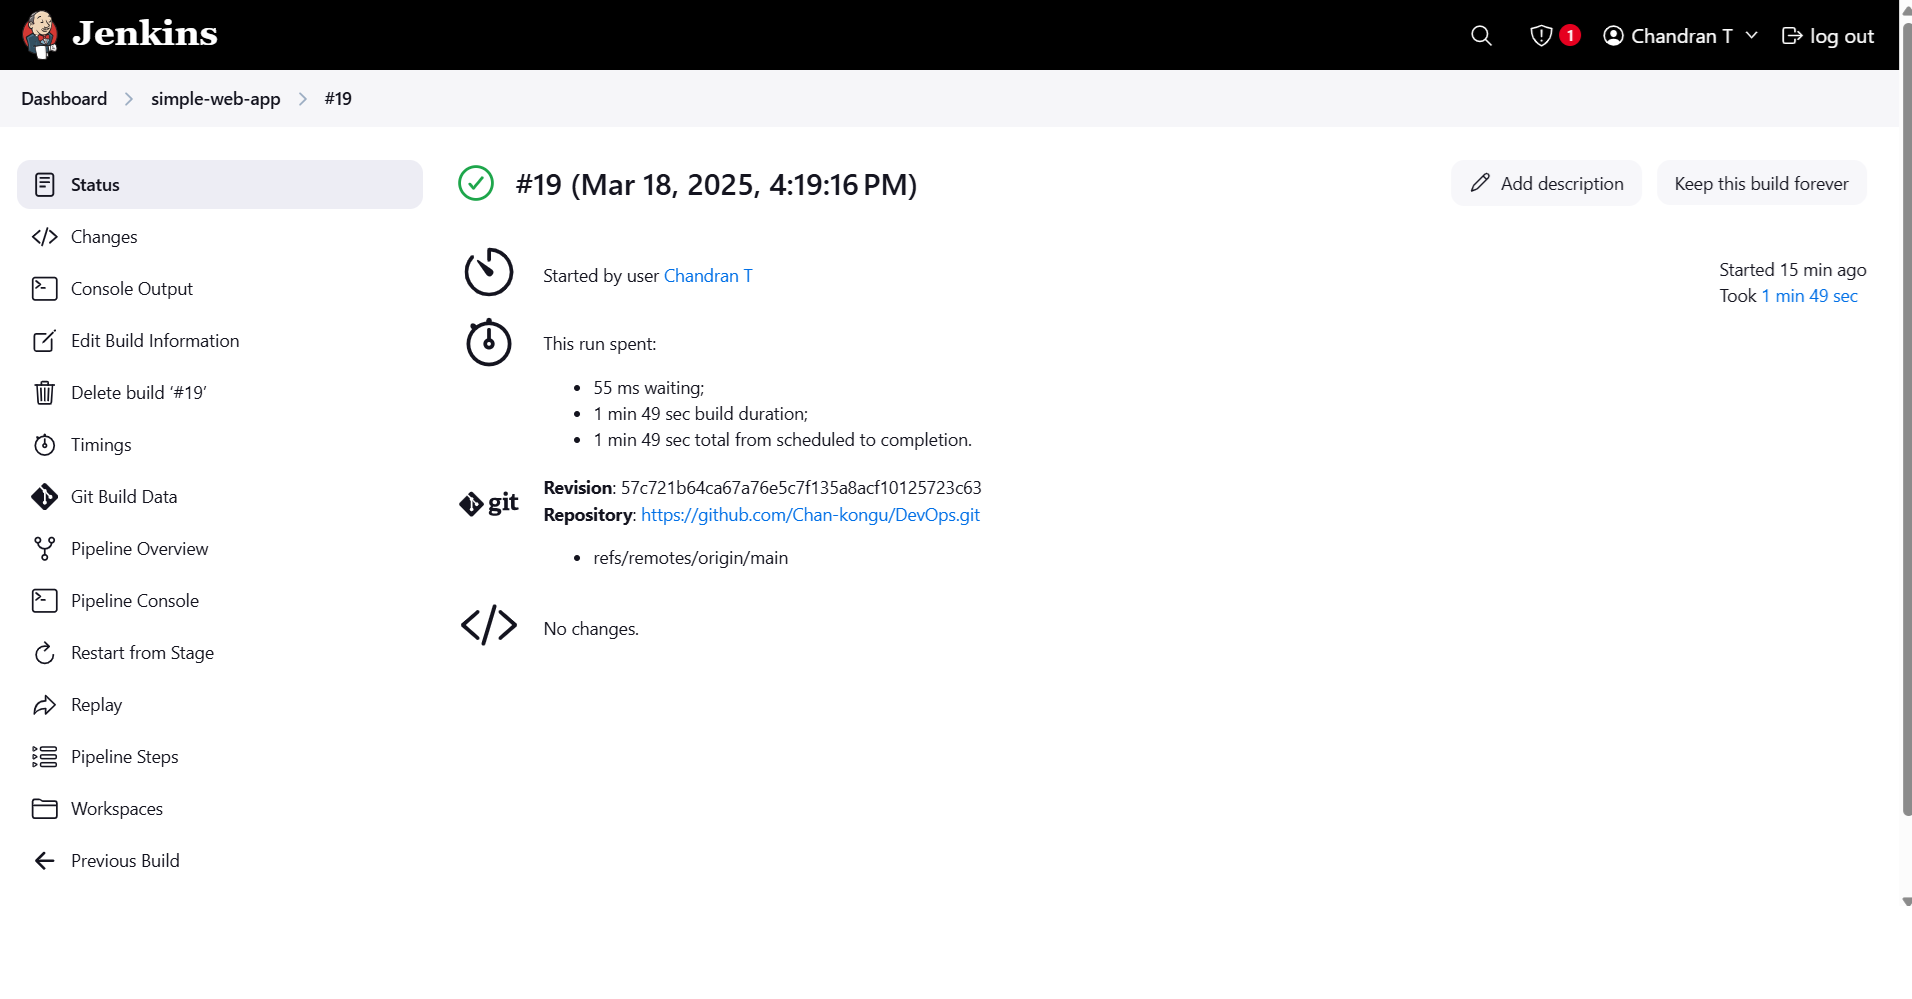 Jenkins
1
Chandran T
log out
Dashboard
simple-web-app
#19
Status
Changes
Console Output
Edit Build Information
Delete build ‘#19’
Timings
Git Build Data
Pipeline Overview
Pipeline Console
Restart from Stage
Replay
Pipeline Steps
Workspaces
Previous Build
#19 (Mar 18, 2025, 4:19:16 PM)
Add description
Keep this build forever
Started by user Chandran T
Started 15 min ago
Took 1 min 49 sec
This run spent:
55 ms waiting;
1 min 49 sec build duration;
1 min 49 sec total from scheduled to completion.
git
Revision: 57c721b64ca67a76e5c7f135a8acf10125723c63
Repository: https://github.com/Chan-kongu/DevOps.git
refs/remotes/origin/main
No changes.